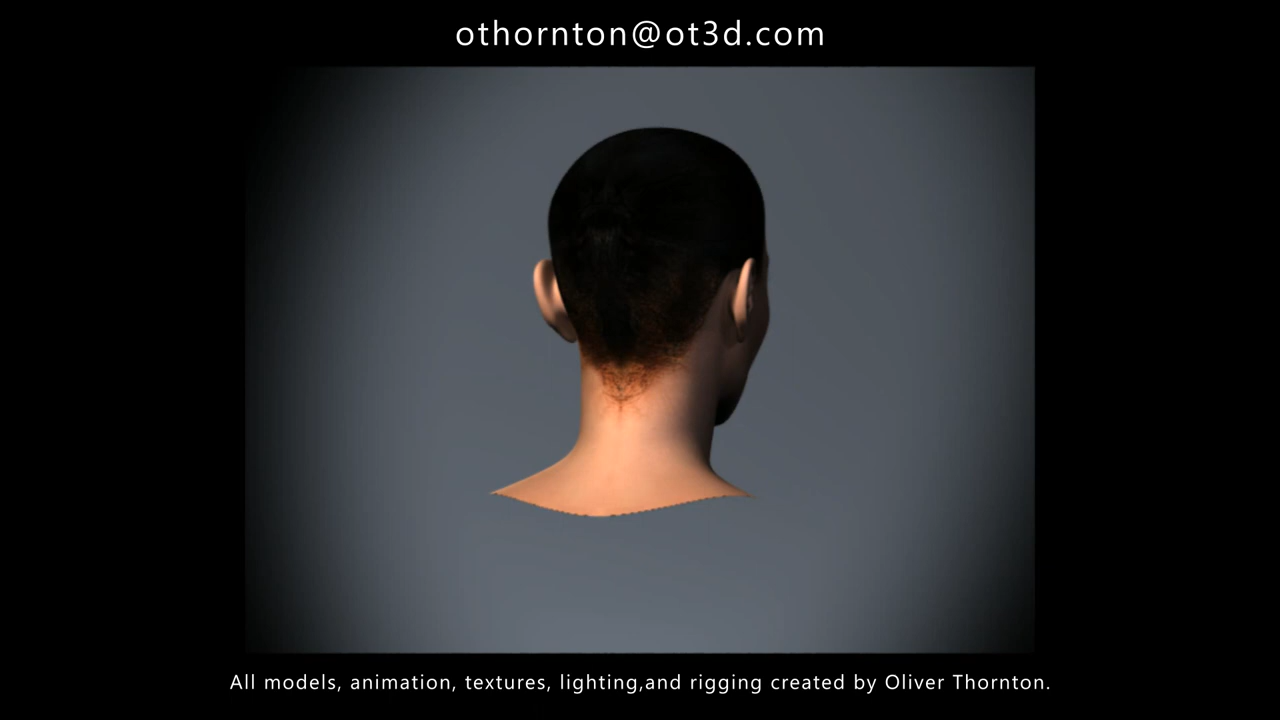 othornton@ot3d.com
All models, animation, textures, lighting,and rigging created by Oliver Thornton.